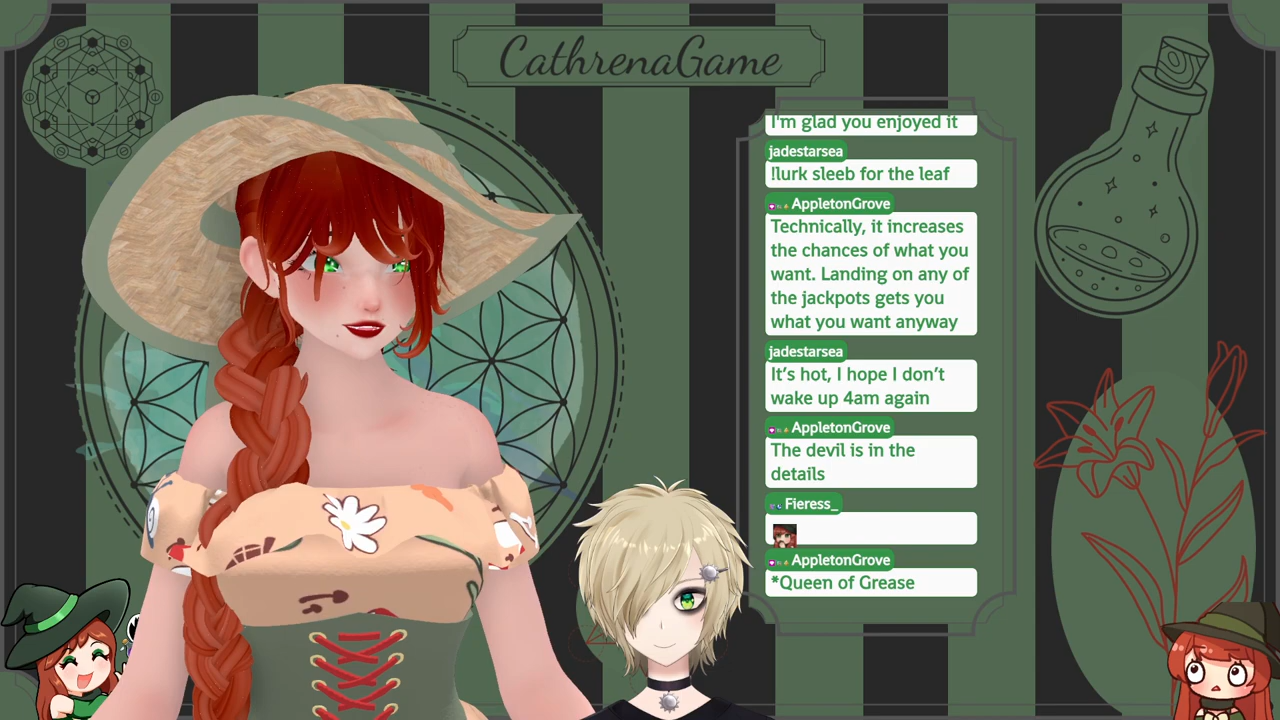 CathrenaGame
I'm glad you enjoyed it
jadestarsea
!lurk sleeb for the leaf
AppletonGrove
Technically, it increases
the chances of what you
want. Landing on any of
the jackpots gets you
what you want anyway
jadestarsea
It's hot, I hope I don't
wake up 4am again
AppletonGrove
The devil is in the
details
Fieress_
AppletonGrove
*Queen of Grease